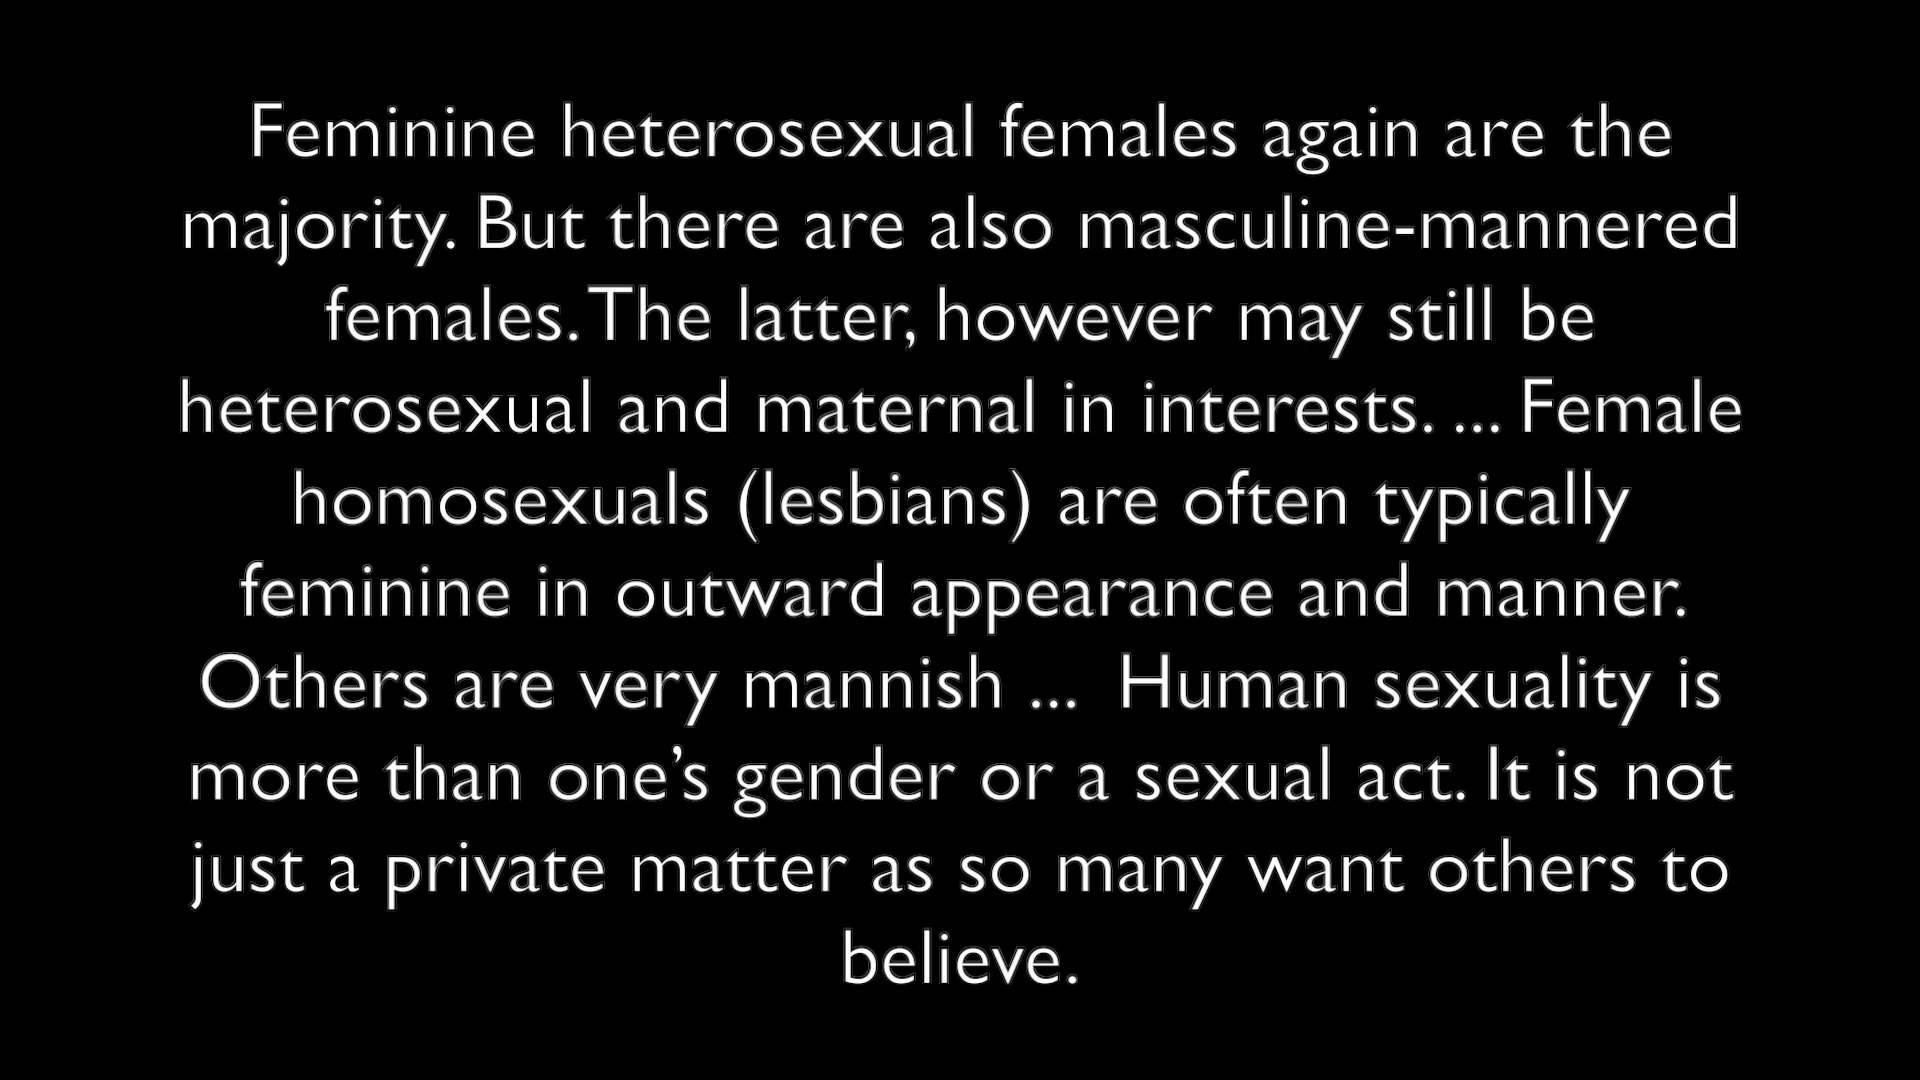 Feminine heterosexual females again are the
majority. But there are also masculine-mannered
females. The latter, however may still be
heterosexual and maternal in interests. ... Female
homosexuals (lesbians) are often typically
feminine in outward appearance and manner.
Others are very mannish ...  Human sexuality is
more than one’s gender or a sexual act. It is not
just a private matter as so many want others to
believe.